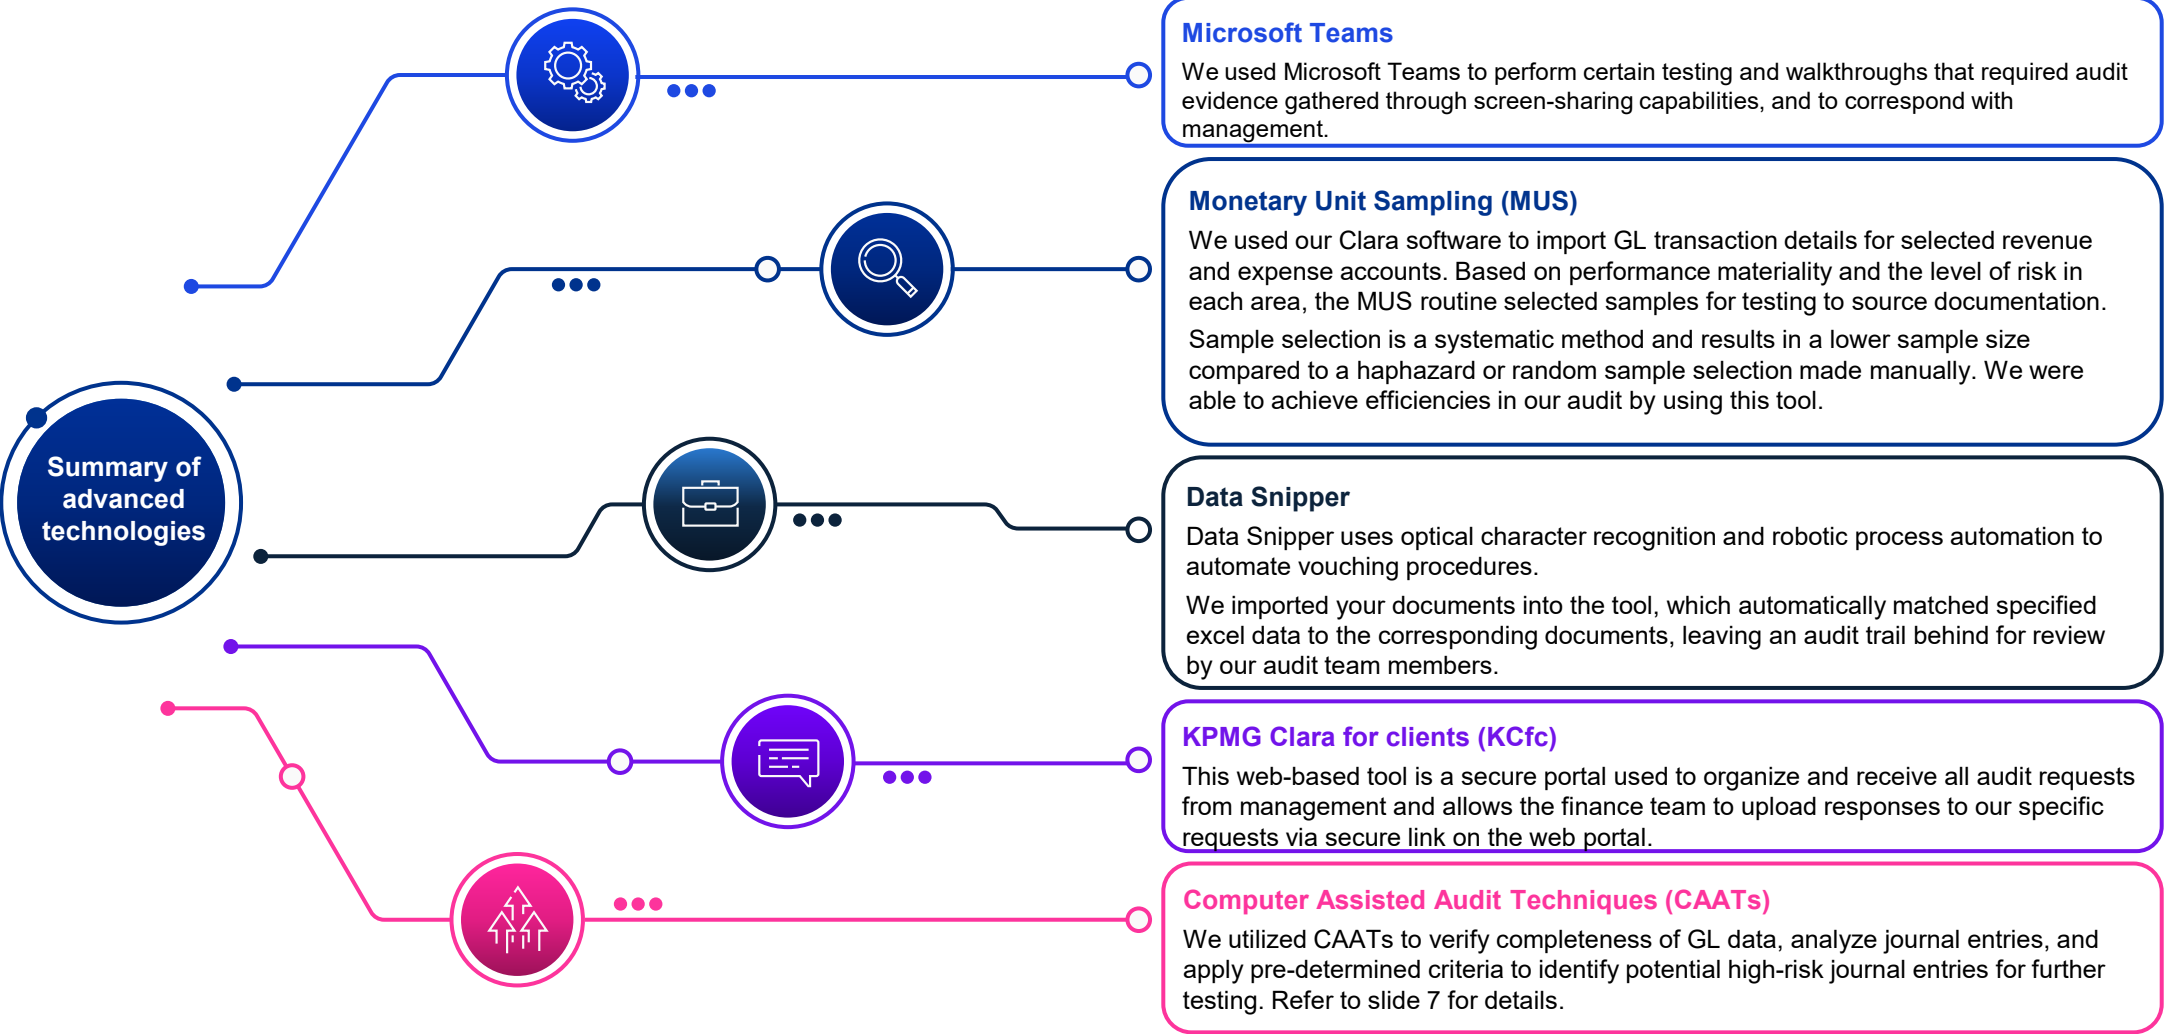 Summary of
advanced
technologies
Microsoft Teams
We used Microsoft Teams to perform certain testing and walkthroughs that required audit
evidence gathered through screen-sharing capabilities, and to correspond with
management.
Monetary Unit Sampling (MUS)
We used our Clara software to import GL transaction details for selected revenue
and expense accounts. Based on performance materiality and the level of risk in
each area, the MUS routine selected samples for testing to source documentation.
Sample selection is a systematic method and results in a lower sample size
compared to a haphazard or random sample selection made manually. We were
able to achieve efficiencies in our audit by using this tool.
Data Snipper
Data Snipper uses optical character recognition and robotic process automation to
automate vouching procedures.
We imported your documents into the tool, which automatically matched specified
excel data to the corresponding documents, leaving an audit trail behind for review
by our audit team members.
KPMG Clara for clients (KCfc)
This web-based tool is a secure portal used to organize and receive all audit requests
from management and allows the finance team to upload responses to our specific
requests via secure link on the web portal.
Computer Assisted Audit Techniques (CAATs)
We utilized CAATs to verify completeness of GL data, analyze journal entries, and
apply pre-determined criteria to identify potential high-risk journal entries for further
testing. Refer to slide 7 for details.